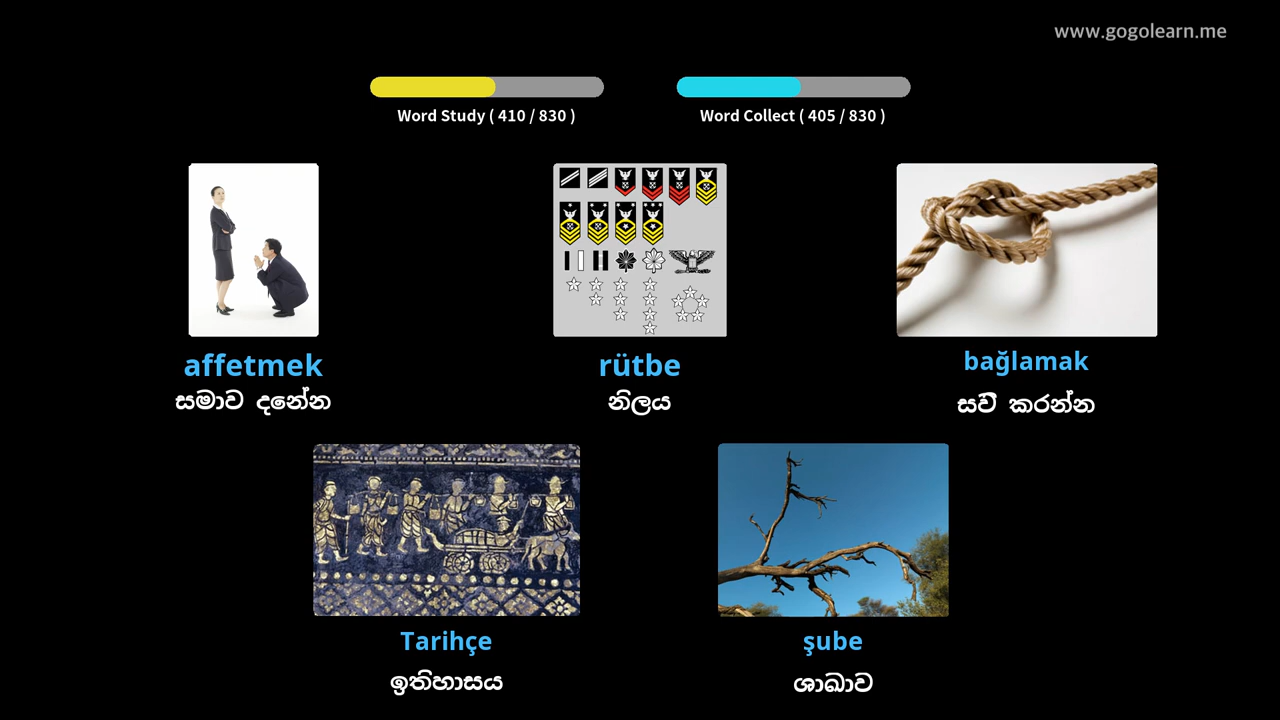 www.gogolearn.me
Word Study ( 410 / 830 )
Word Collect ( 405 / 830 )
affetmek
සමාව දෙන්න
rütbe
නිලය
bağlamak
සවි කරන්න
Tarihçe
ඉතිහාසය
şube
ශාඛාව